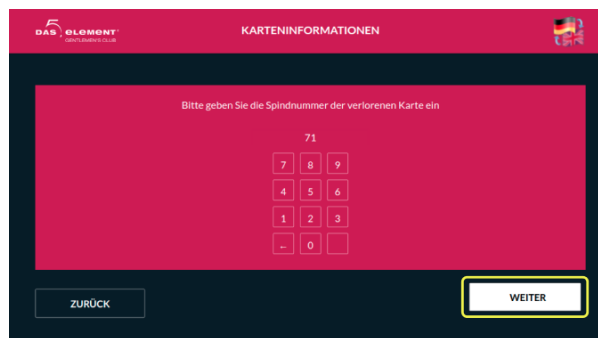 DAS 5 ELEMENT
GENTLEMEN'S CLUB
KARTENINFORMATIONEN
Bitte geben Sie die Spindnummer der verlorenen Karte ein
71
7 8 9
4 5 6
1 2 3
← 0
ZURÜCK
WEITER